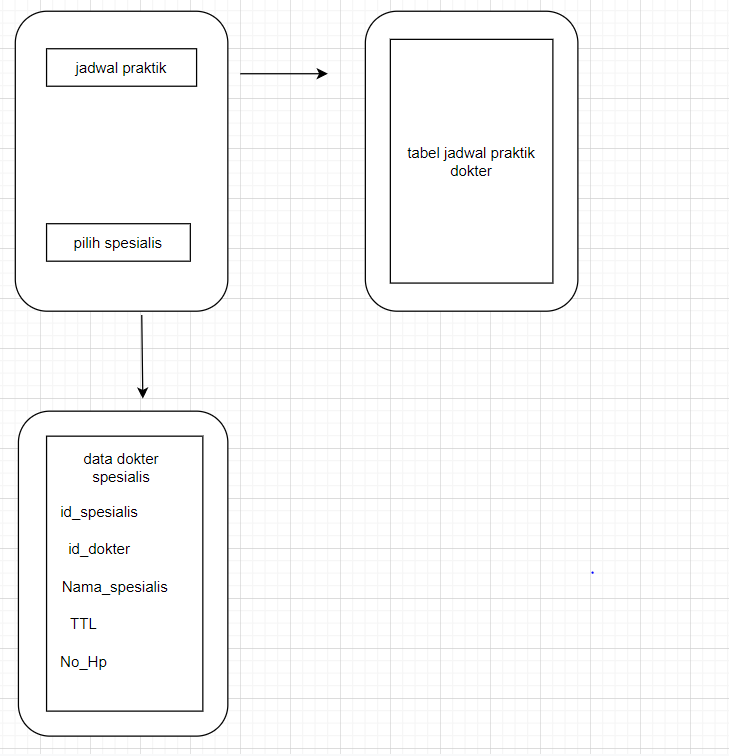 jadwal praktik
pilih spesialis
tabel jadwal praktik
dokter
data dokter
spesialis
id_spesialis
id_dokter
Nama_spesialis
TTL
No_Hp